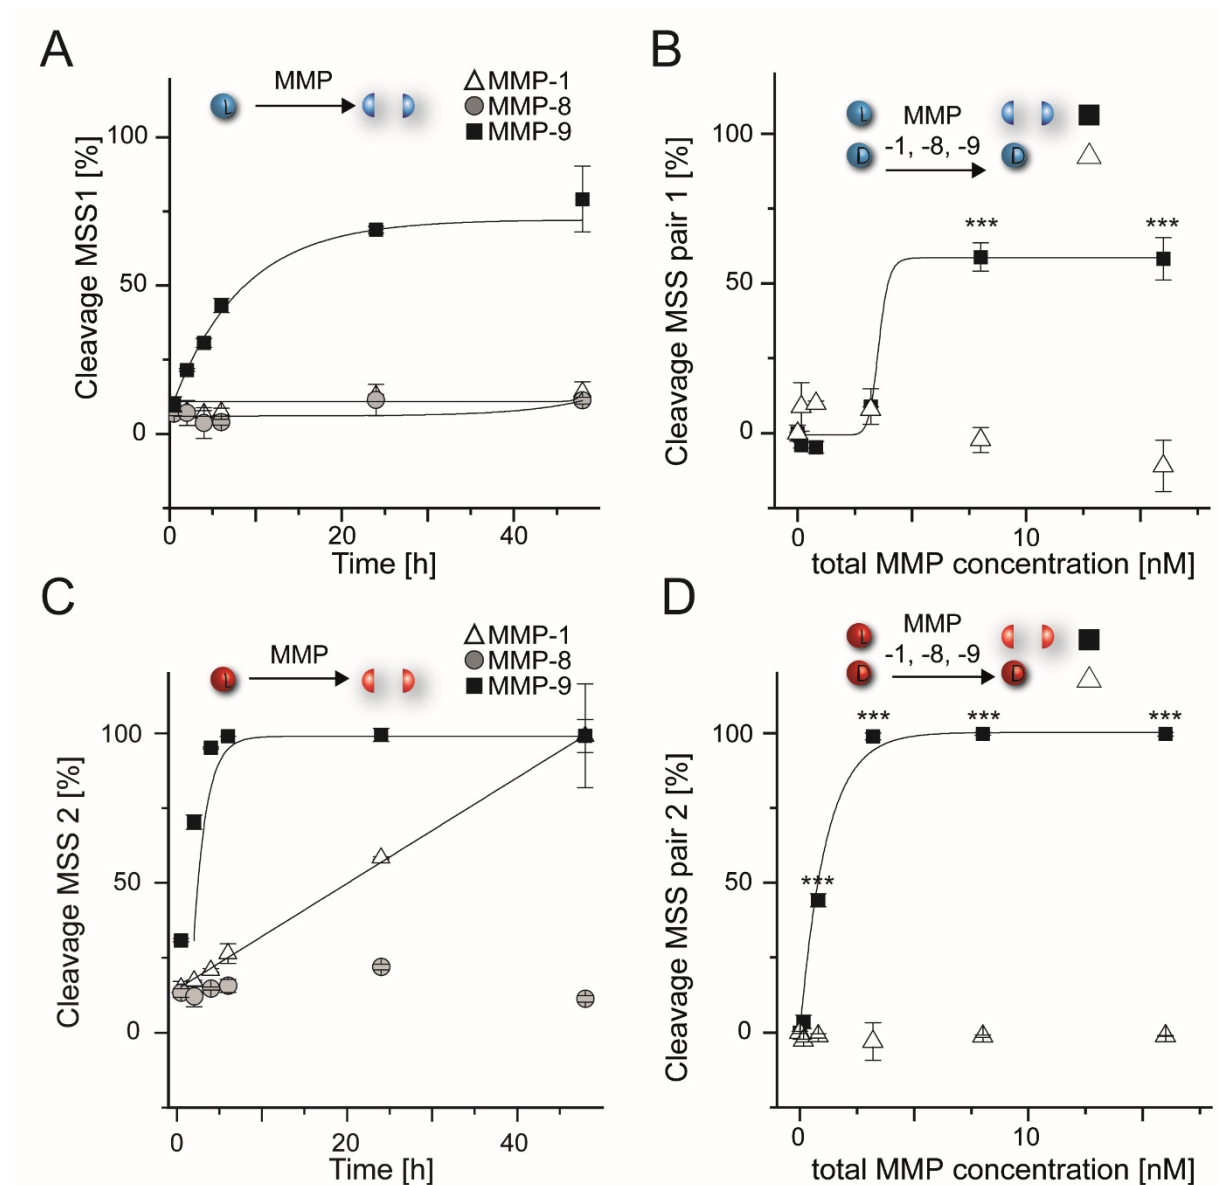 A
MMP
L
MMP-1
MMP-8
MMP-9
Cleavage MSS1 [%]
100
50
0
0
20
40
Time [h]
B
MMP
-1, -8, -9
L
D
D
***
***
Cleavage MSS pair 1 [%]
100
50
0
0
10
total MMP concentration [nM]
C
MMP
L
MMP-1
MMP-8
MMP-9
Cleavage MSS 2 [%]
100
50
0
0
20
40
Time [h]
D
MMP
-1, -8, -9
L
D
D
***
***
***
***
Cleavage MSS pair 2 [%]
100
50
0
0
10
total MMP concentration [nM]